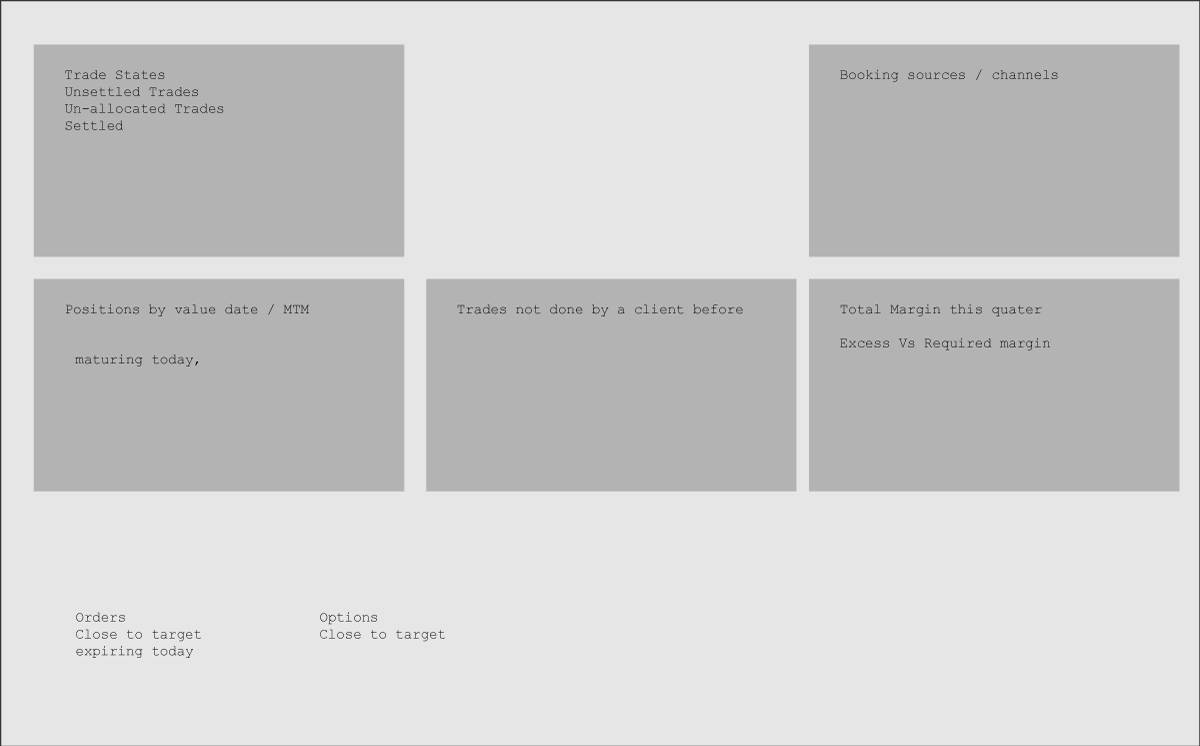 Trade States
Unsettled Trades
Un-allocated Trades
Settled
Booking sources / channels
Positions by value date / MTM
maturing today,
Trades not done by a client before
Total Margin this quater
Excess Vs Required margin
Orders
Close to target
expiring today
Options
Close to target